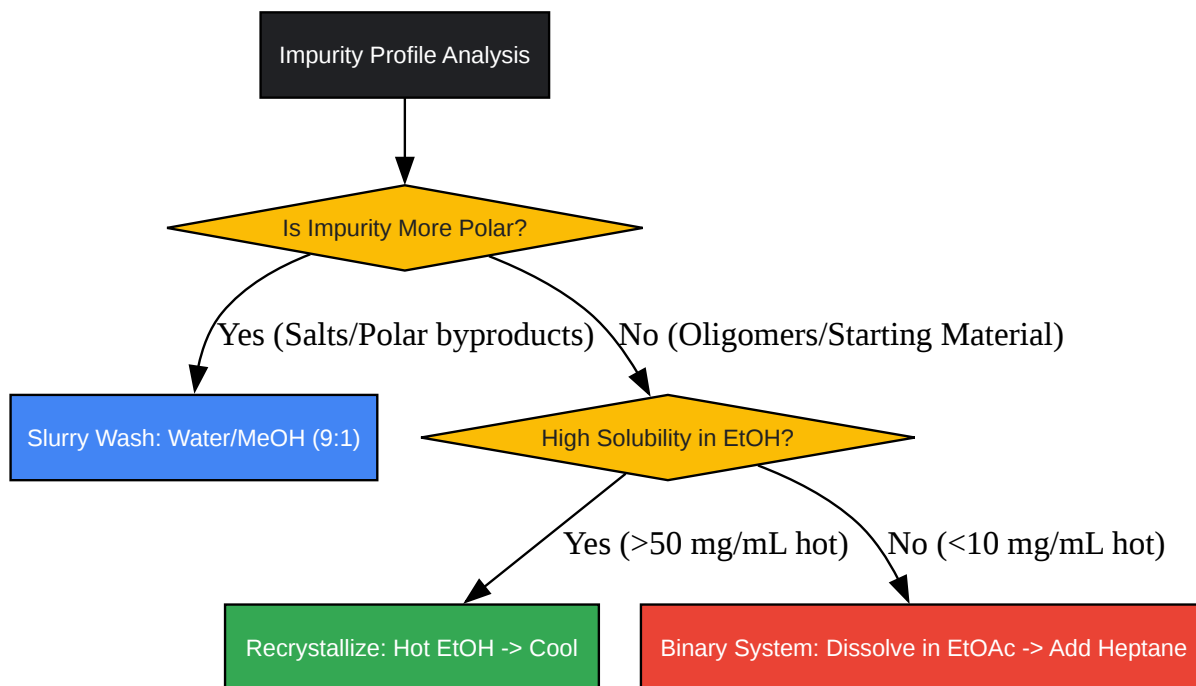 Impurity Profile Analysis
Is Impurity More Polar?
Yes (Salts/Polar byproducts)
No (Oligomers/Starting Material)
Slurry Wash: Water/MeOH (9:1)
High Solubility in EtOH?
Yes (>50 mg/mL hot)
No (<10 mg/mL hot)
Recrystallize: Hot EtOH -> Cool
Binary System: Dissolve in EtOAc -> Add Heptane